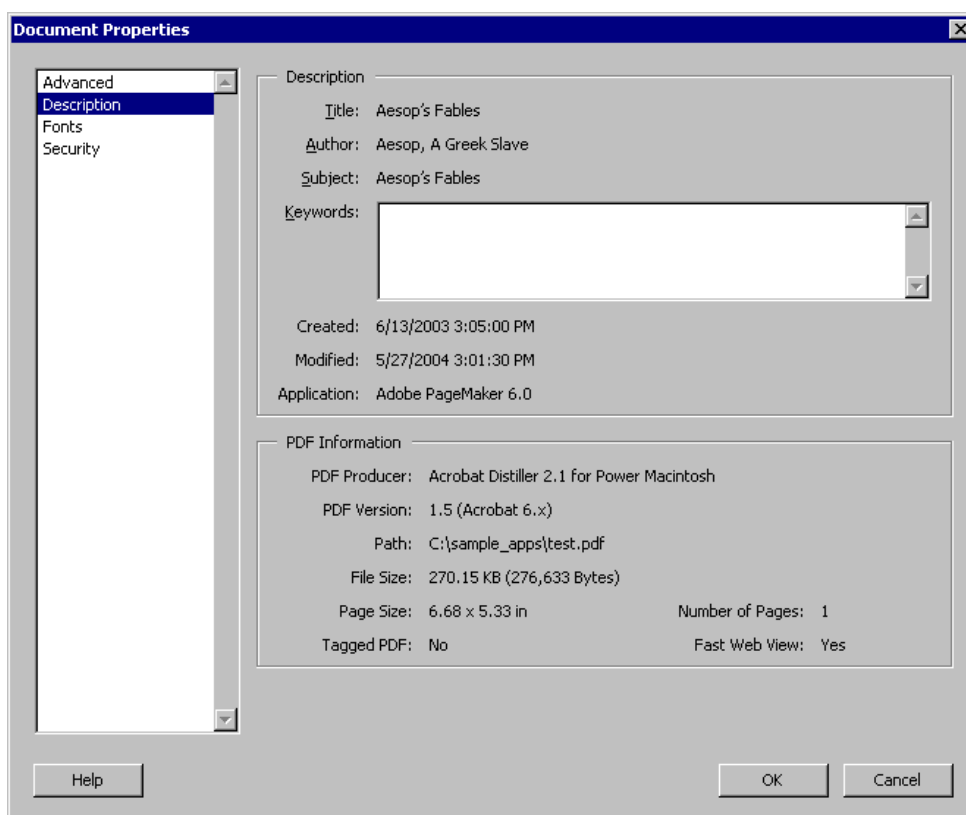 Document Properties
Advanced
Description
Fonts
Security
Description
Title: Aesop's Fables
Author: Aesop, A Greek Slave
Subject: Aesop's Fables
Keywords:
Created: 6/13/2003 3:05:00 PM
Modified: 5/27/2004 3:01:30 PM
Application: Adobe PageMaker 6.0
PDF Information
PDF Producer: Acrobat Distiller 2.1 for Power Macintosh
PDF Version: 1.5 (Acrobat 6.x)
Path: C:\sample_apps\test.pdf
File Size: 270.15 KB (276,633 Bytes)
Page Size: 6.68 x 5.33 in Number of Pages: 1
Tagged PDF: No Fast Web View: Yes
Help OK Cancel